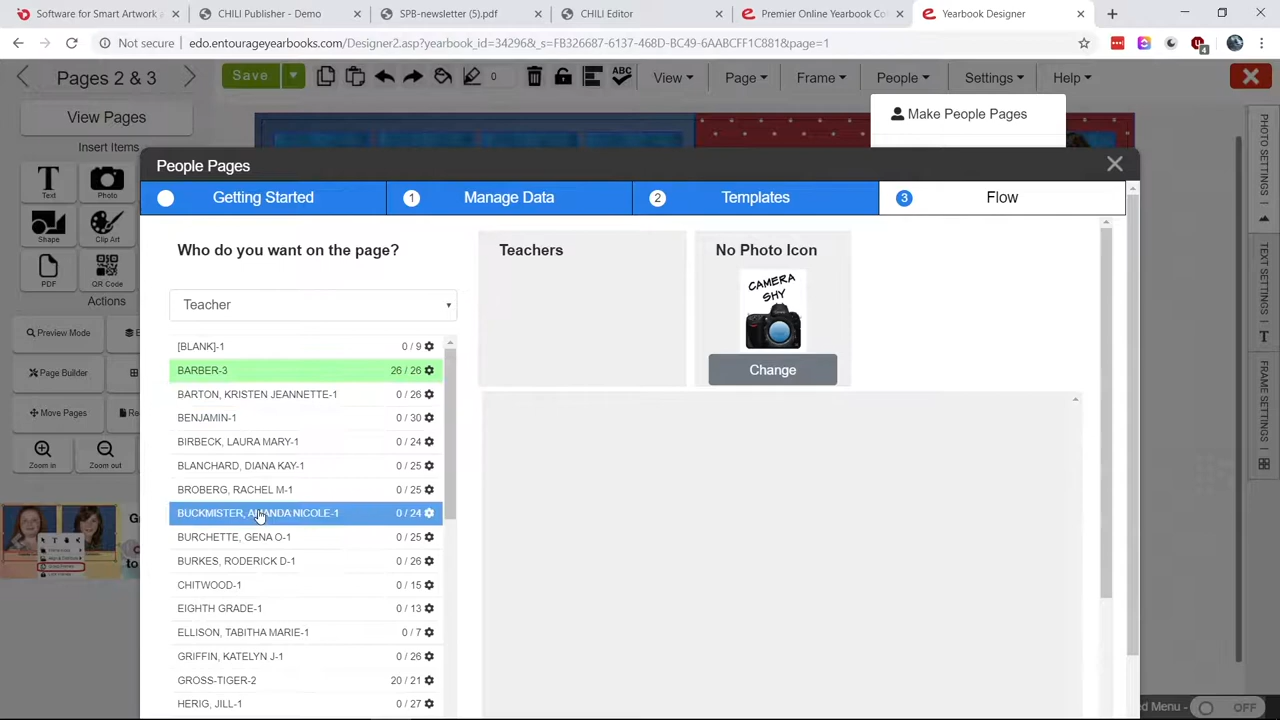 Software for Smart Artwork a
CHILI Publisher - Demo
SPB-newsletter (5).pdf
CHILI Editor
Premier Online Yearbook Co
Yearbook Designer
Not secure | edo.entourageyearbooks.com/Designer2.asp?yearbook_id=34296&_s=FB326687-6137-468D-BC49-6AABCFF1C881&page=1
4
Pages 2 & 3
Save
0
ABC
View
Page
Frame
People
Settings
Help
View Pages
Make People Pages
Insert Items
People Pages
Text
Photo
Getting Started
1 Manage Data
2 Templates
3 Flow
Shape
Clip Art
Who do you want on the page?
Teachers
No Photo Icon
CAMERA
SHY
PDF
QR Code
Actions
Teacher
Preview Mode
[BLANK]-1 0 / 9
BARBER-3 26 / 26
Change
Page Builder
BARTON, KRISTEN JEANNETTE-1 0 / 26
Move Pages
BENJAMIN-1 0 / 30
BIRBECK, LAURA MARY-1 0 / 24
Zoom in
Zoom out
BLANCHARD, DIANA KAY-1 0 / 25
BROBERG, RACHEL M-1 0 / 25
BUCKMISTER, AMANDA NICOLE-1 0 / 24
BURCHETTE, GENA O-1 0 / 25
BURKES, RODERICK D-1 0 / 26
CHITWOOD-1 0 / 15
EIGHTH GRADE-1 0 / 13
ELLISON, TABITHA MARIE-1 0 / 7
GRIFFIN, KATELYN J-1 0 / 26
GROSS-TIGER-2 20 / 21
HERIG, JILL-1 0 / 27
PHOTO SETTINGS
TEXT SETTINGS
FRAME SETTINGS
Menu -
OFF